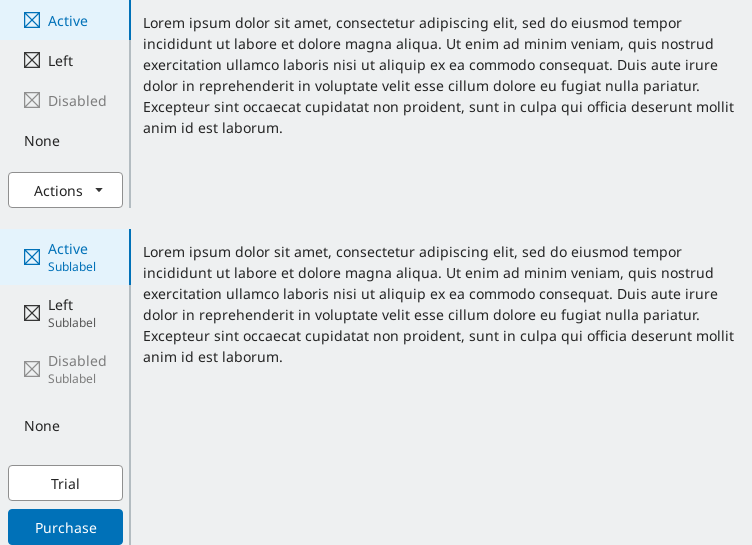 Active
Left
Disabled
None
Actions
Lorem ipsum dolor sit amet, consectetur adipiscing elit, sed do eiusmod tempor
incididunt ut labore et dolore magna aliqua. Ut enim ad minim veniam, quis nostrud
exercitation ullamco laboris nisi ut aliquip ex ea commodo consequat. Duis aute irure
dolor in reprehenderit in voluptate velit esse cillum dolore eu fugiat nulla pariatur.
Excepteur sint occaecat cupidatat non proident, sunt in culpa qui officia deserunt mollit
anim id est laborum.
Active
Sublabel
Left
Sublabel
Disabled
Sublabel
None
Trial
Purchase
Lorem ipsum dolor sit amet, consectetur adipiscing elit, sed do eiusmod tempor
incididunt ut labore et dolore magna aliqua. Ut enim ad minim veniam, quis nostrud
exercitation ullamco laboris nisi ut aliquip ex ea commodo consequat. Duis aute irure
dolor in reprehenderit in voluptate velit esse cillum dolore eu fugiat nulla pariatur.
Excepteur sint occaecat cupidatat non proident, sunt in culpa qui officia deserunt mollit
anim id est laborum.